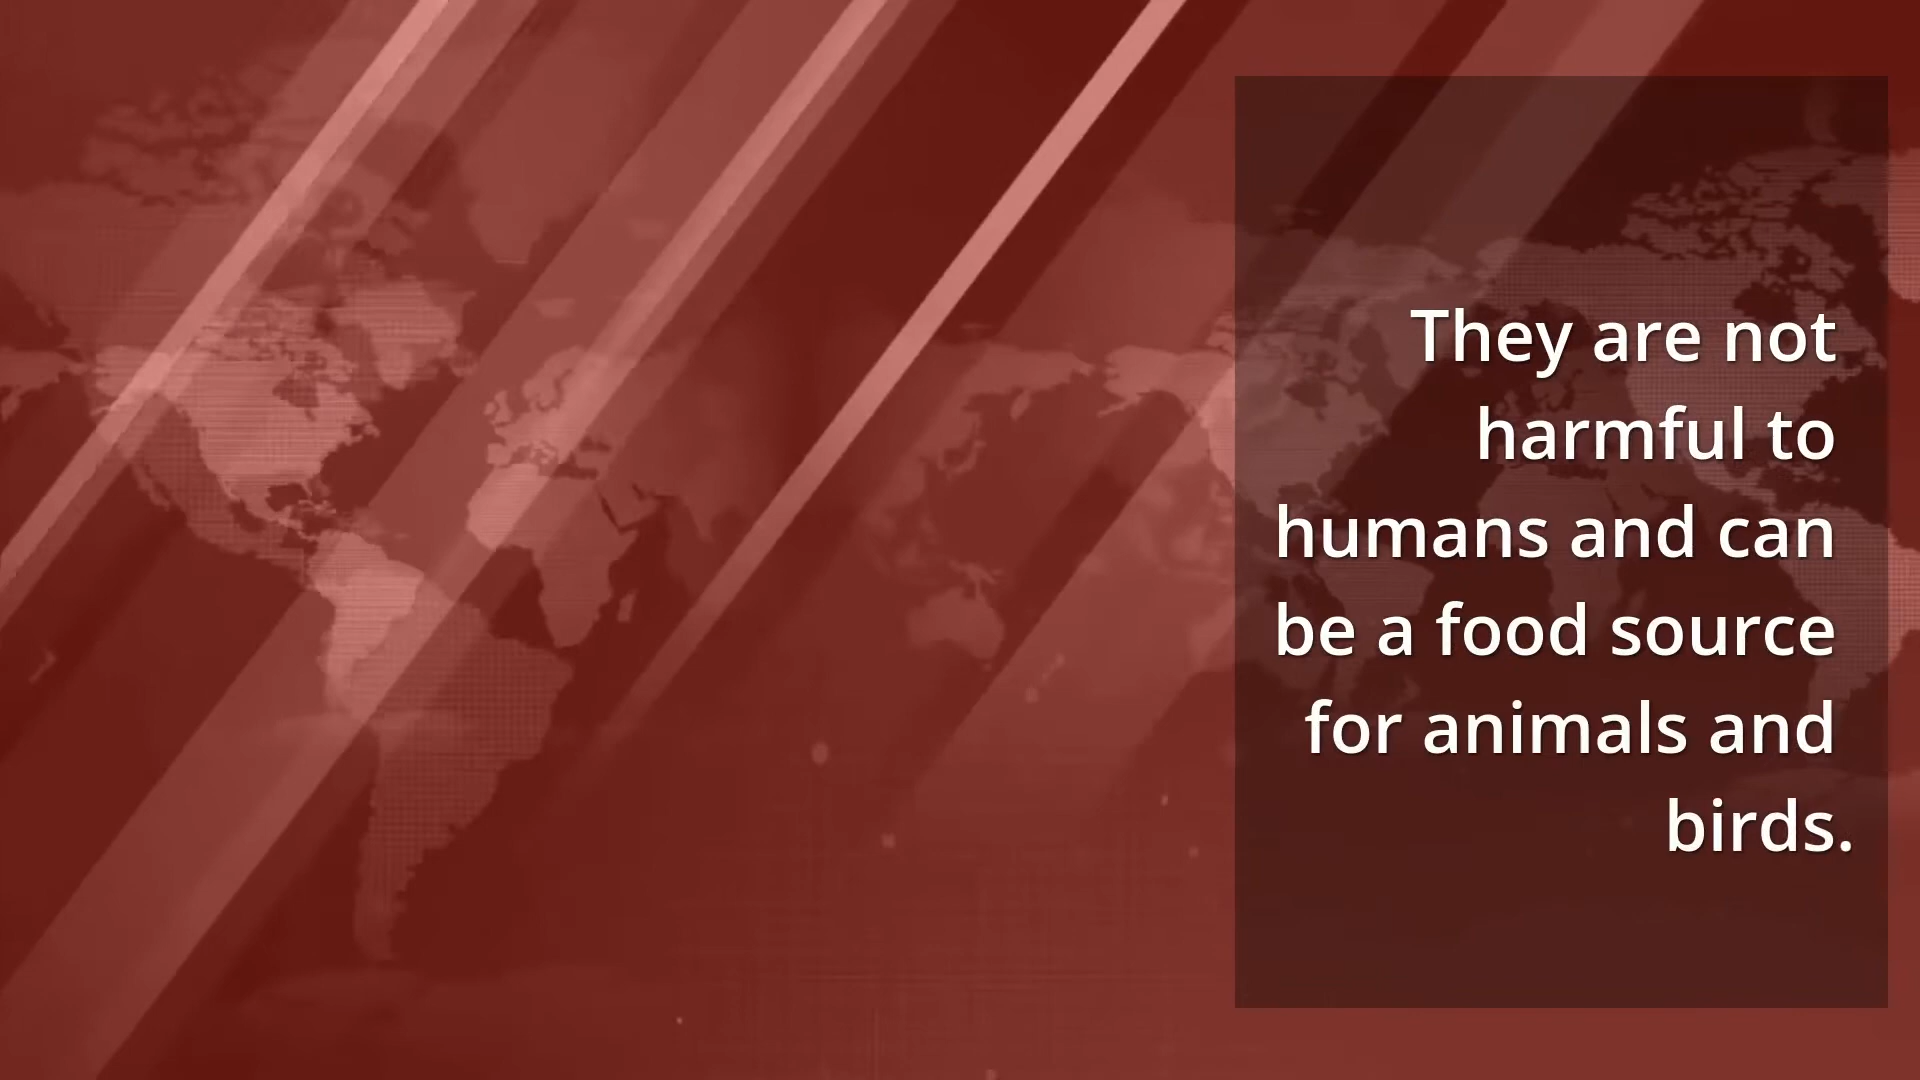 They are not
harmful to
humans and can
be a food source
for animals and
birds.